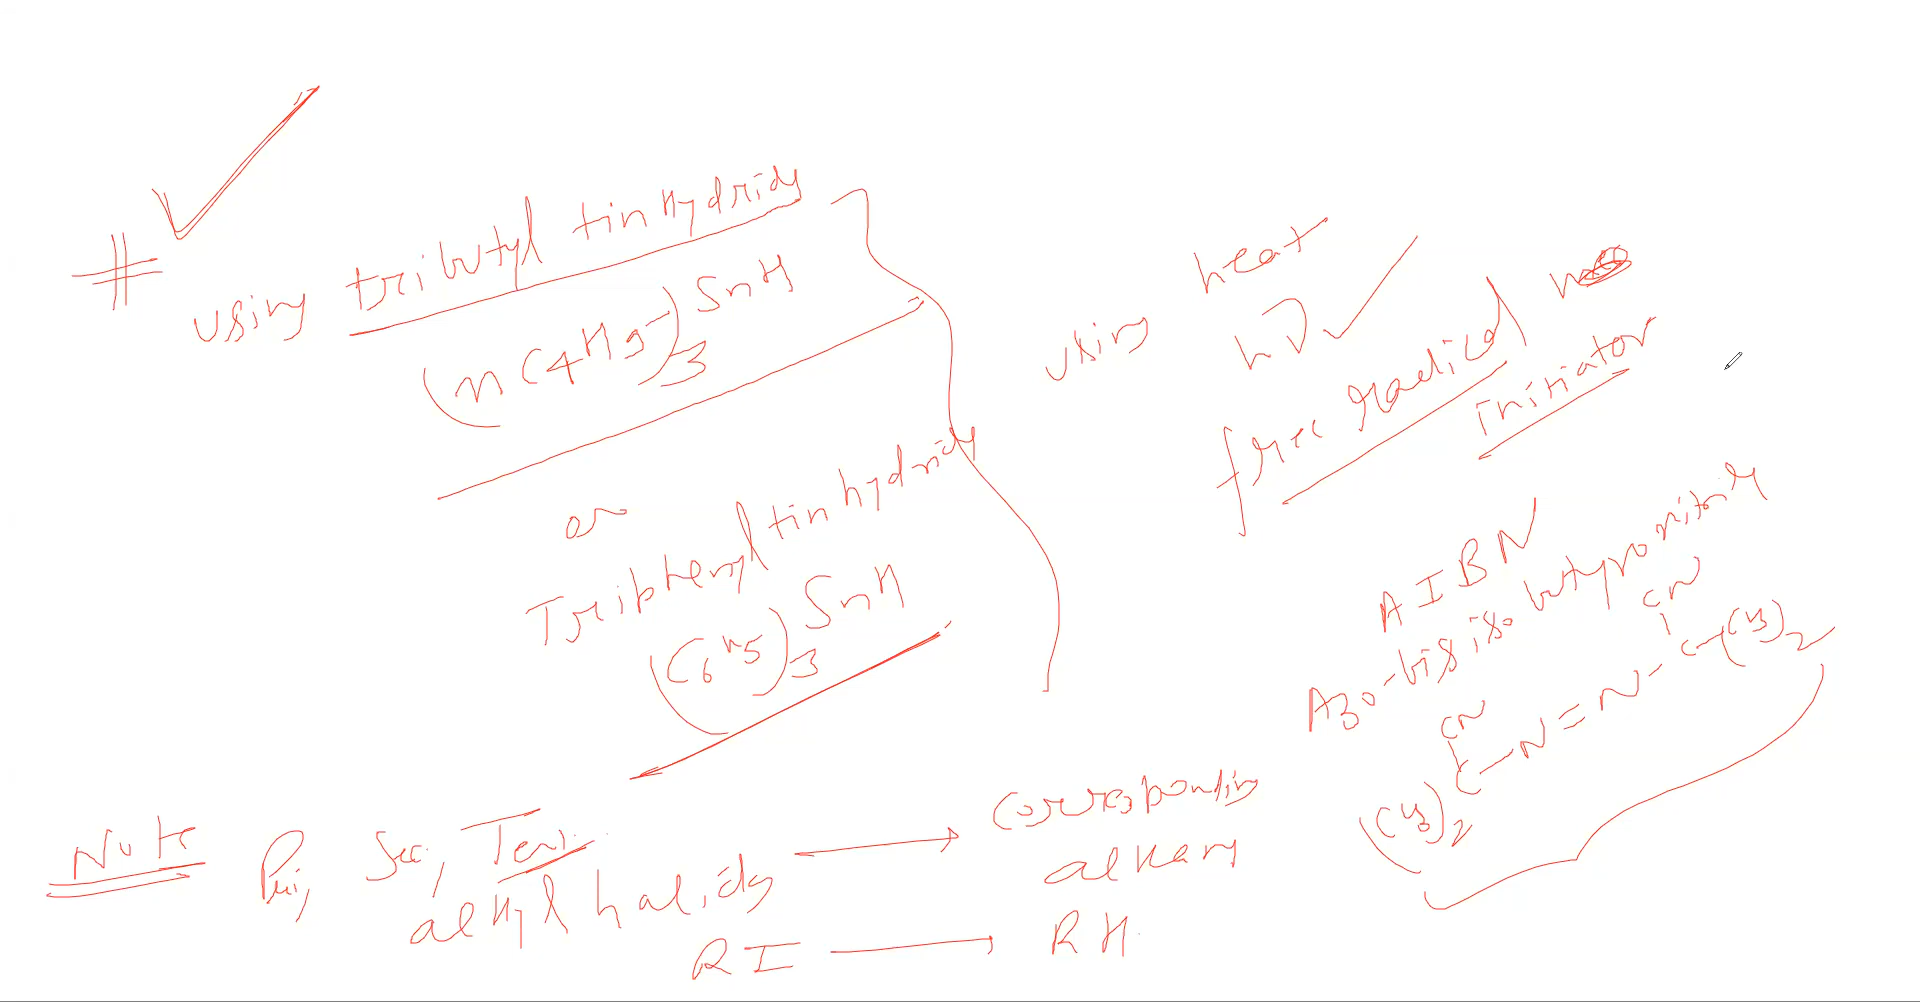 # using tributyl tin Hydride
(n C4H9-)3 SnH
or
Triphenyl tin hydride
(C6H5)3 SnH
using heat
hν
free radical
Initiator
AIBN
Azo-bis iso butyronitrile
CN CN
(CH3)2 C-N=N-C-(CH3)2
Note Pri, Sec, Ter.
alkyl halides → Corresponding
alkane
RI → RH